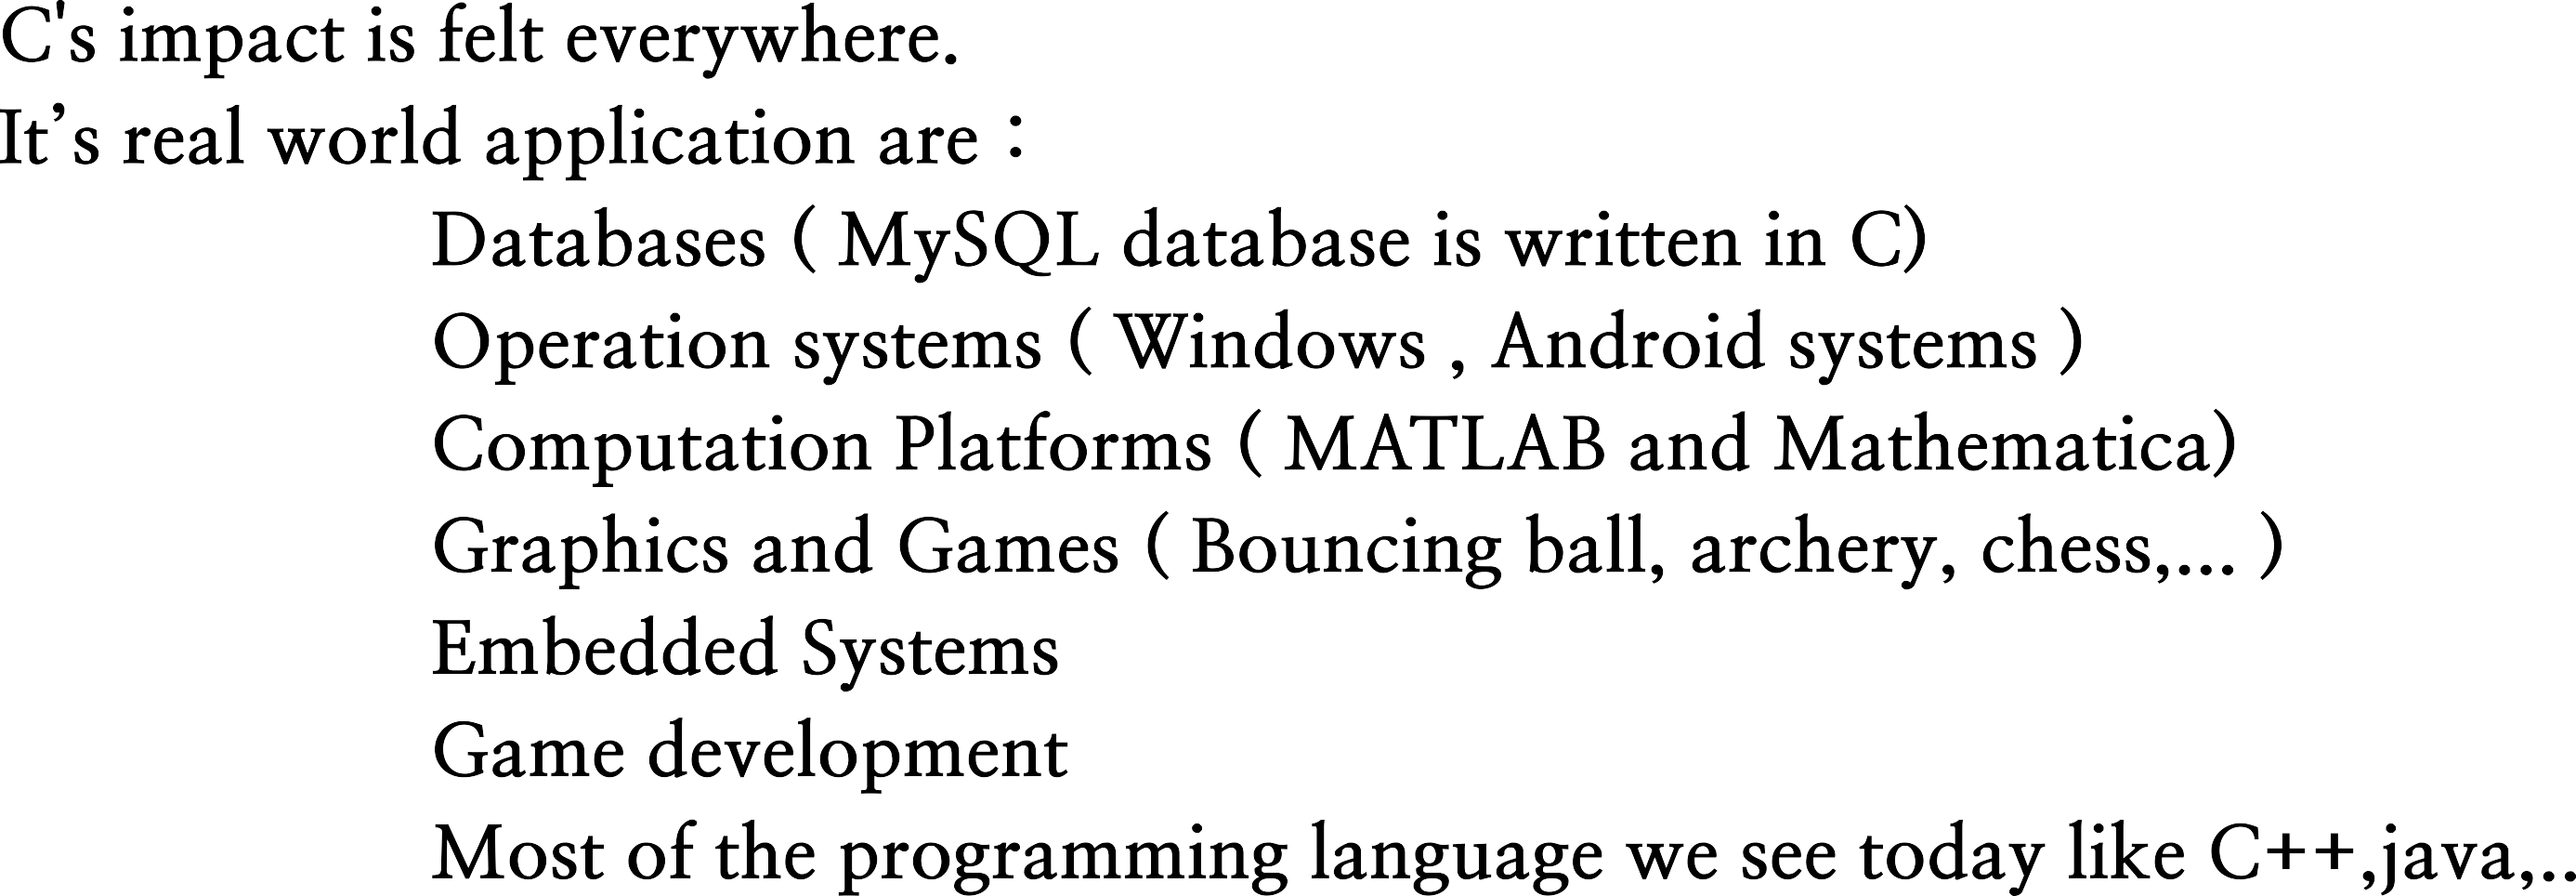 C's impact is felt everywhere.
It’s real world application are :
Databases ( MySQL database is written in C)
Operation systems ( Windows , Android systems )
Computation Platforms ( MATLAB and Mathematica)
Graphics and Games ( Bouncing ball, archery, chess,... )
Embedded Systems
Game development
Most of the programming language we see today like C++,java,..